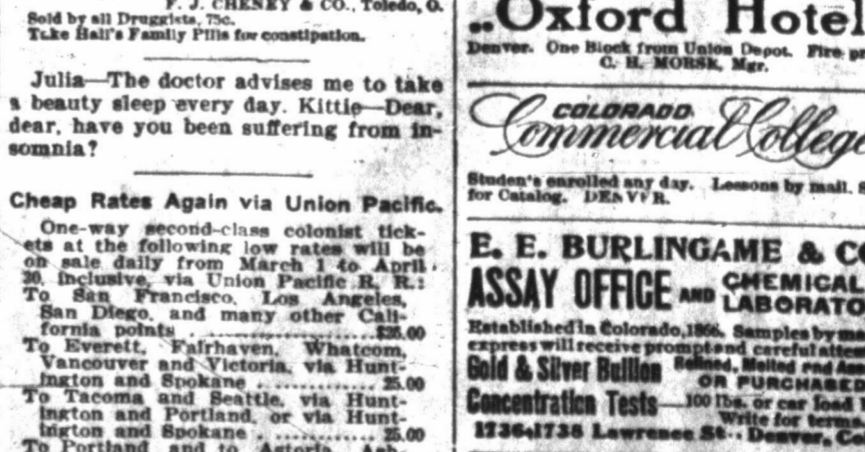 F. J. CHENEY & CO., Toledo, O.
Sold by all Druggists, 75c.
Take Hall's Family Pills for constipation.
Julia—The doctor advises me to take
a beauty sleep every day. Kittie—Dear,
dear, have you been suffering from in-
somnia?
Cheap Rates Again via Union Pacific.
One-way second-class colonist tick-
ets at the following low rates will be
on sale daily from March 1 to April
30, inclusive, via Union Pacific R. R.:
To San Francisco, Los Angeles,
San Diego, and many other Cali-
fornia points . .................$25.00
To Everett, Fairhaven, Whatcom,
Vancouver and Victoria, via Hunt-
ington and Spokane . ............. 25.00
To Tacoma and Seattle, via Hunt-
ington and Portland, or via Hunt-
ington and Spokane . ............. 25.00
To Portland and to Astoria, Ash-
..Oxford Hotel
Denver. One Block from Union Depot. Fire
C. H. MORSE, Mgr.
COLORADO
Commercial College
Students enrolled any day. Lessons by mail.
for Catalog. DENVER.
E. E. BURLINGAME & CO
ASSAY OFFICE AND CHEMICAL
LABORATO
Established in Colorado, 1866. Samples by
express will receive prompt and careful
Gold & Silver Bullion Refined, Melted and
OR PURCHASED
Concentration Tests—100 lbs. or car load
Write for terms
1736-1738 Lawrence St., Denver,